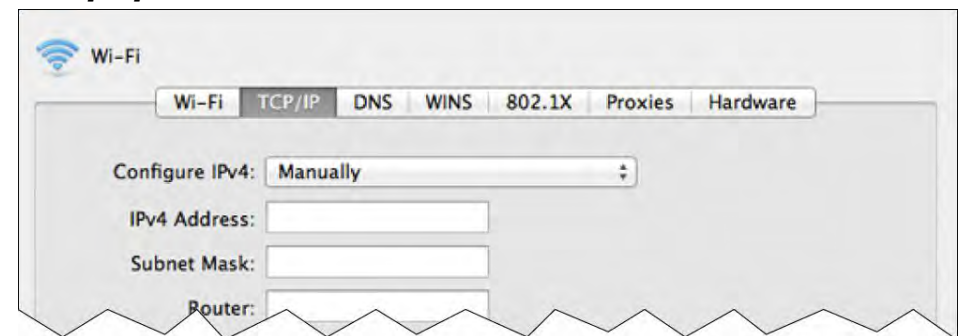 Wi-Fi
Wi-Fi TCP/IP DNS WINS 802.1X Proxies Hardware
Configure IPv4: Manually
IPv4 Address:
Subnet Mask:
Router: